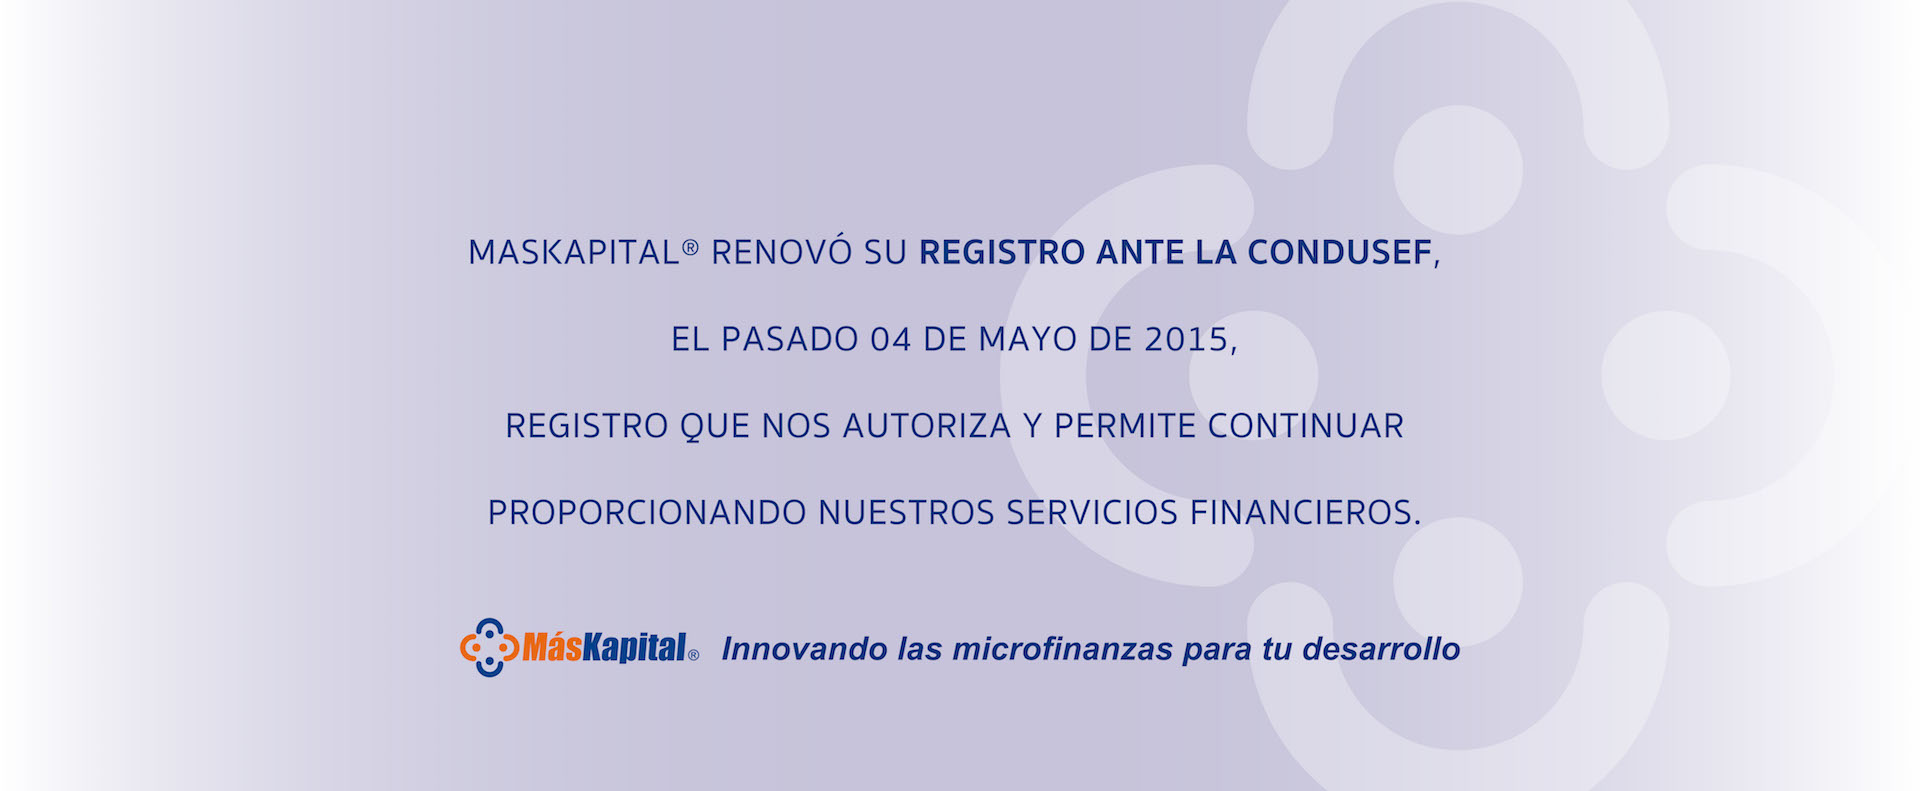 MASKAPITAL® RENOVÓ SU REGISTRO ANTE LA CONDUSEF,
EL PASADO 04 DE MAYO DE 2015,
REGISTRO QUE NOS AUTORIZA Y PERMITE CONTINUAR
PROPORCIONANDO NUESTROS SERVICIOS FINANCIEROS.
MásKapital® Innovando las microfinanzas para tu desarrollo